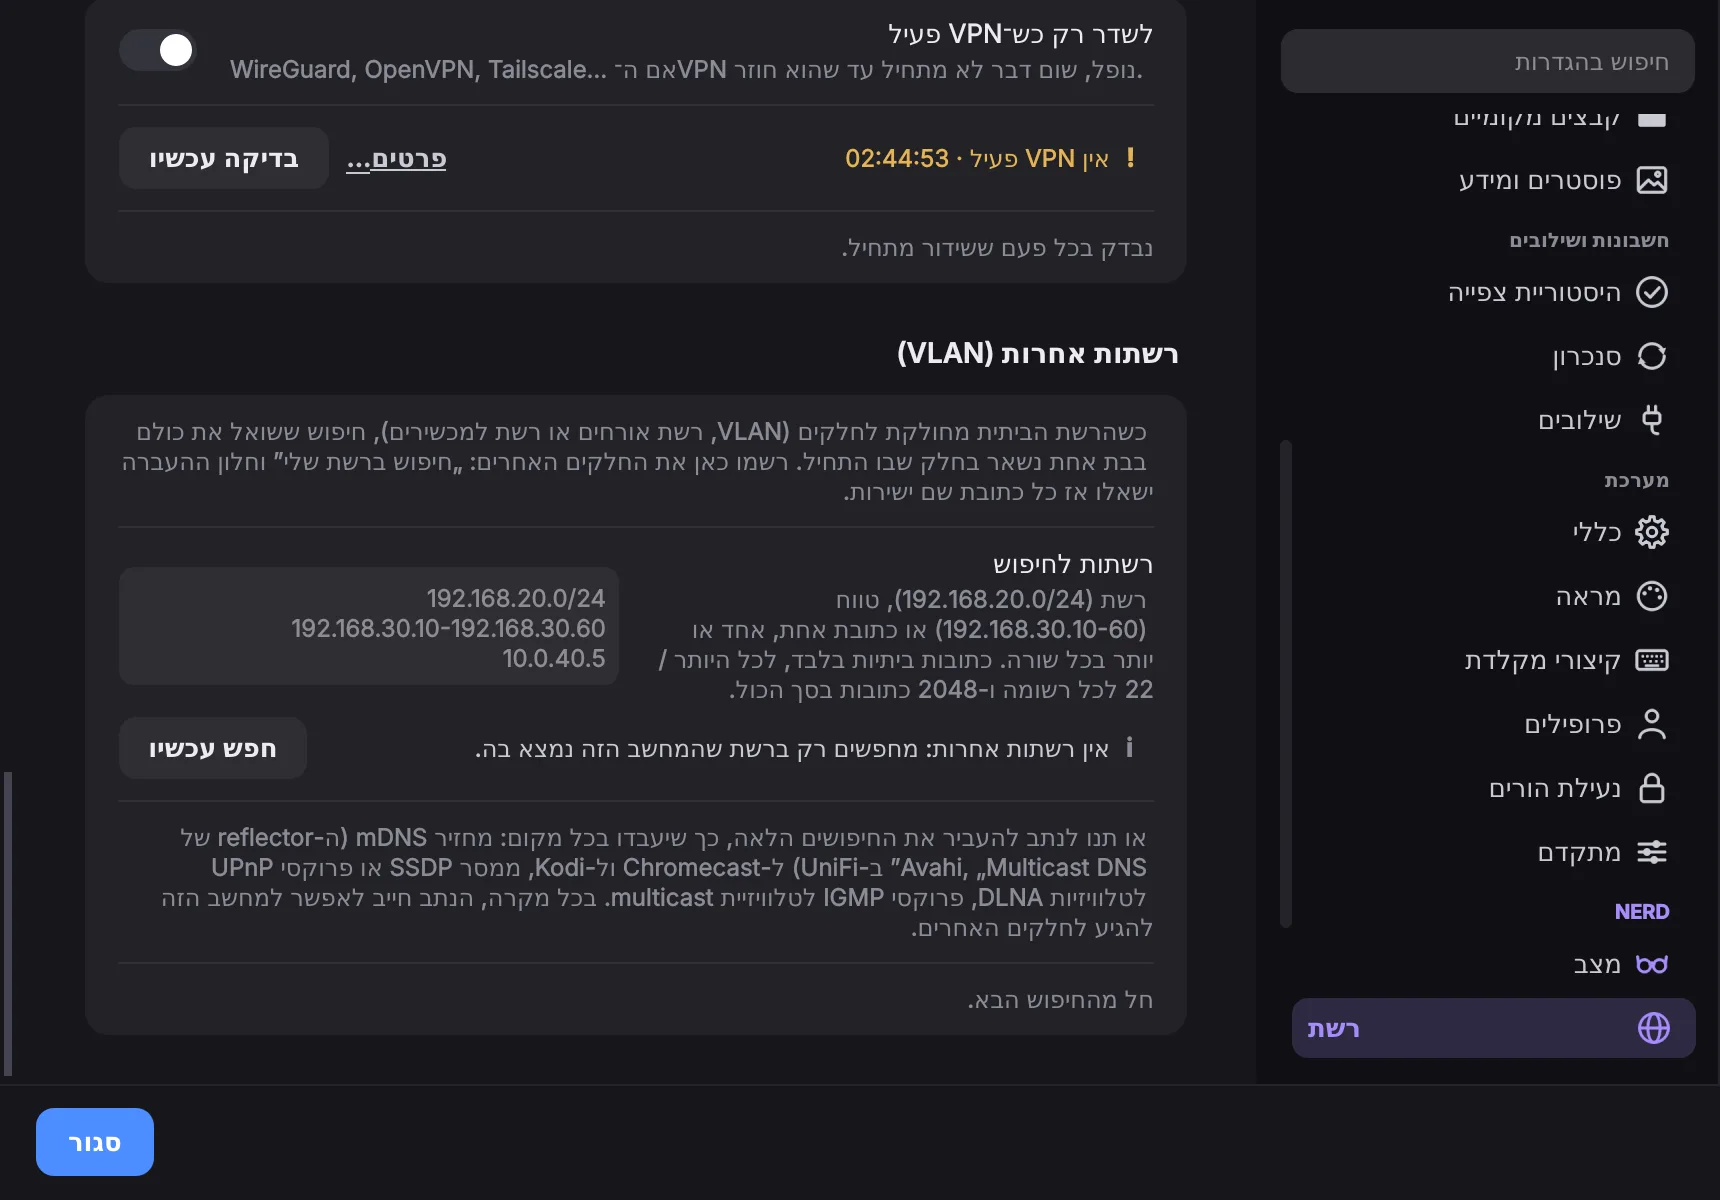 חיפוש בהגדרות
קבצים מקומיים
פוסטרים ומידע
חשבונות ושילובים
היסטוריית צפייה
סנכרון
שילובים
מערכת
כללי
מראה
קיצורי מקלדת
פרופילים
נעילת הורים
מתקדם
NERD
מצב
רשת
לשדר רק כש־VPN פעיל
WireGuard, OpenVPN, Tailscale... אם ה־VPN נופל, שום דבר לא מתחיל עד שהוא חוזר.
! אין VPN פעיל · 02:44:53
פרטים...
בדיקה עכשיו
נבדק בכל פעם ששידור מתחיל.
רשתות אחרות (VLAN)
כשהרשת הביתית מחולקת לחלקים (VLAN, רשת אורחים או רשת למכשירים), חיפוש ששואל את כולם
בבת אחת נשאר בחלק שבו התחיל. רשמו כאן את החלקים האחרים: „חיפוש ברשת שלי” וחלון ההעברה
ישאלו אז כל כתובת שם ישירות.
רשתות לחיפוש
רשת (192.168.20.0/24), טווח
(192.168.30.10-60) או כתובת אחת, אחד או
יותר בכל שורה. כתובות ביתיות בלבד, לכל היותר /
22 לכל רשומה ו-2048 כתובות בסך הכול.
192.168.20.0/24
192.168.30.10-192.168.30.60
10.0.40.5
i אין רשתות אחרות: מחפשים רק ברשת שהמחשב הזה נמצא בה.
חפש עכשיו
או תנו לנתב להעביר את החיפושים הלאה, כך שיעבדו בכל מקום: מחזיר mDNS (ה-reflector של
Avahi, „Multicast DNS” ב-UniFi) ל-Chromecast ול-Kodi, ממסר SSDP או פרוקסי UPnP
לטלוויזיות DLNA, פרוקסי IGMP לטלוויזיית multicast. בכל מקרה, הנתב חייב לאפשר למחשב הזה
להגיע לחלקים האחרים.
חל מהחיפוש הבא.
סגור